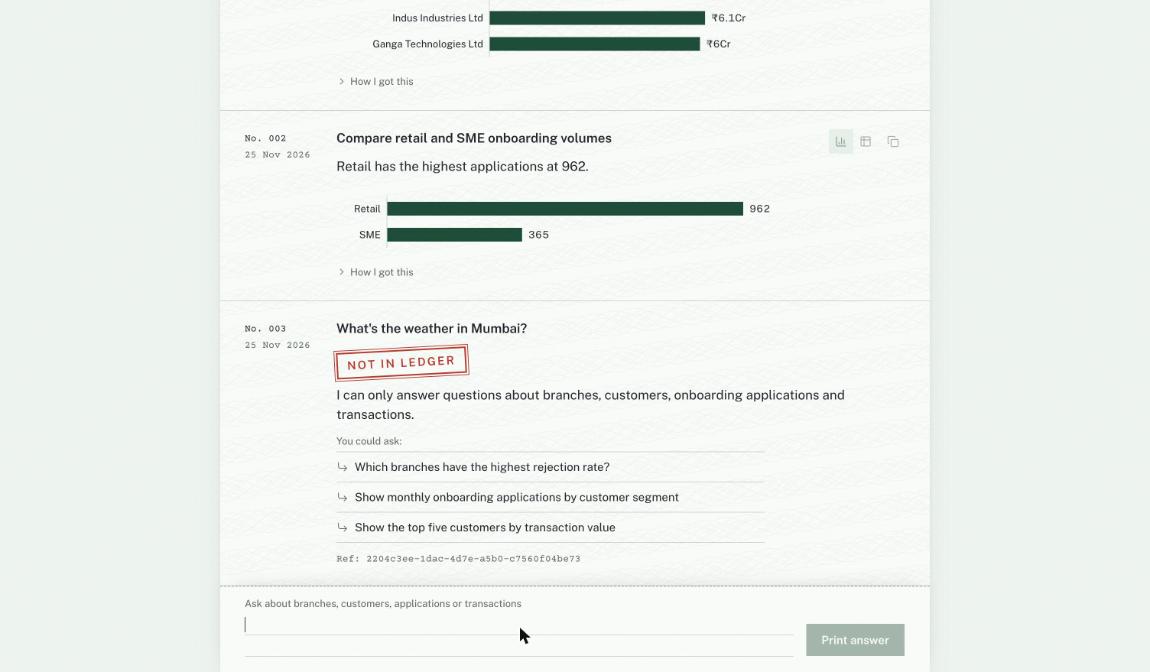 Indus Industries Ltd ₹6.1Cr
Ganga Technologies Ltd ₹6Cr
How I got this
No. 002
25 Nov 2026
Compare retail and SME onboarding volumes
Retail has the highest applications at 962.
Retail 962
SME 365
How I got this
No. 003
25 Nov 2026
What's the weather in Mumbai?
NOT IN LEDGER
I can only answer questions about branches, customers, onboarding applications and
transactions.
You could ask:
Which branches have the highest rejection rate?
Show monthly onboarding applications by customer segment
Show the top five customers by transaction value
Ref: 2204c3ee-1dac-4d7e-a5b0-c7560f04be73
Ask about branches, customers, applications or transactions
Print answer